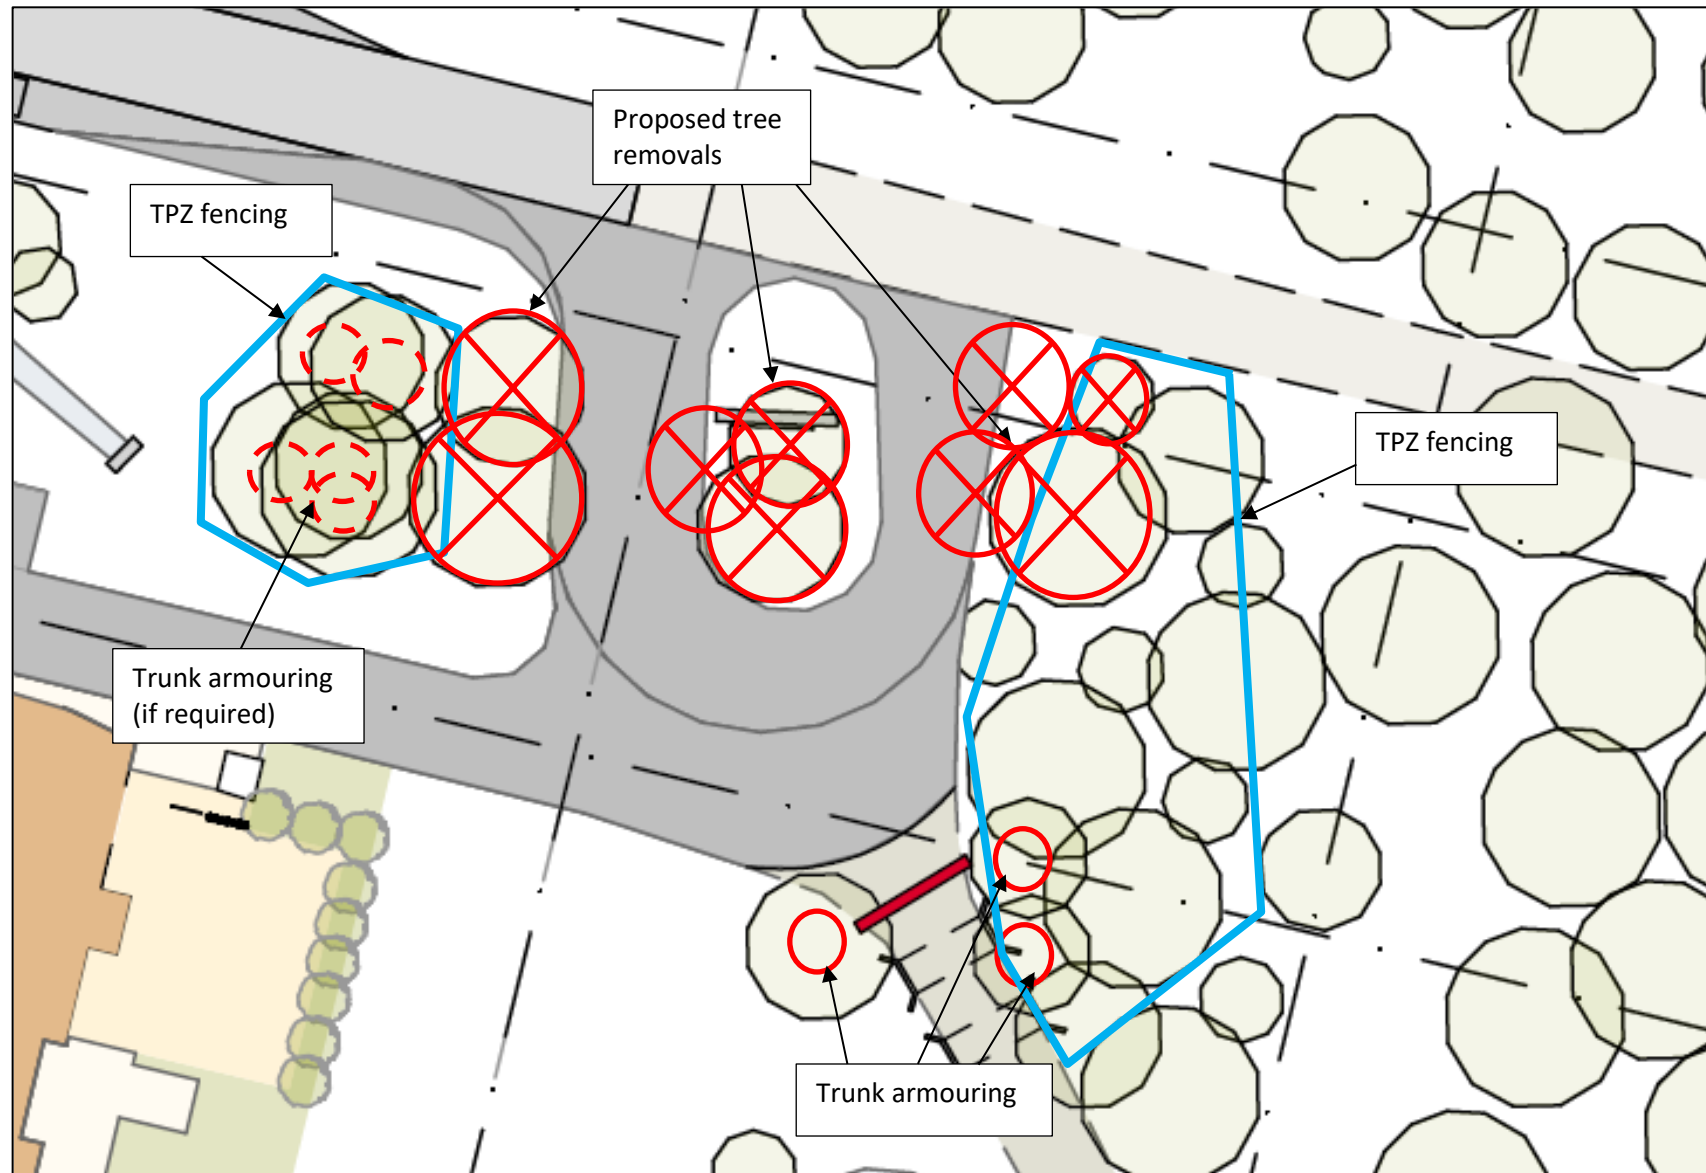 Proposed tree
removals
TPZ fencing
TPZ fencing
Trunk armouring
(if required)
Trunk armouring